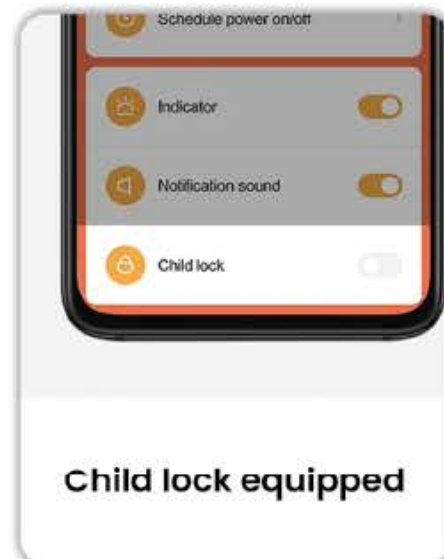 Schedule power on/off
Indicator
Notification sound
Child lock
Child lock equipped